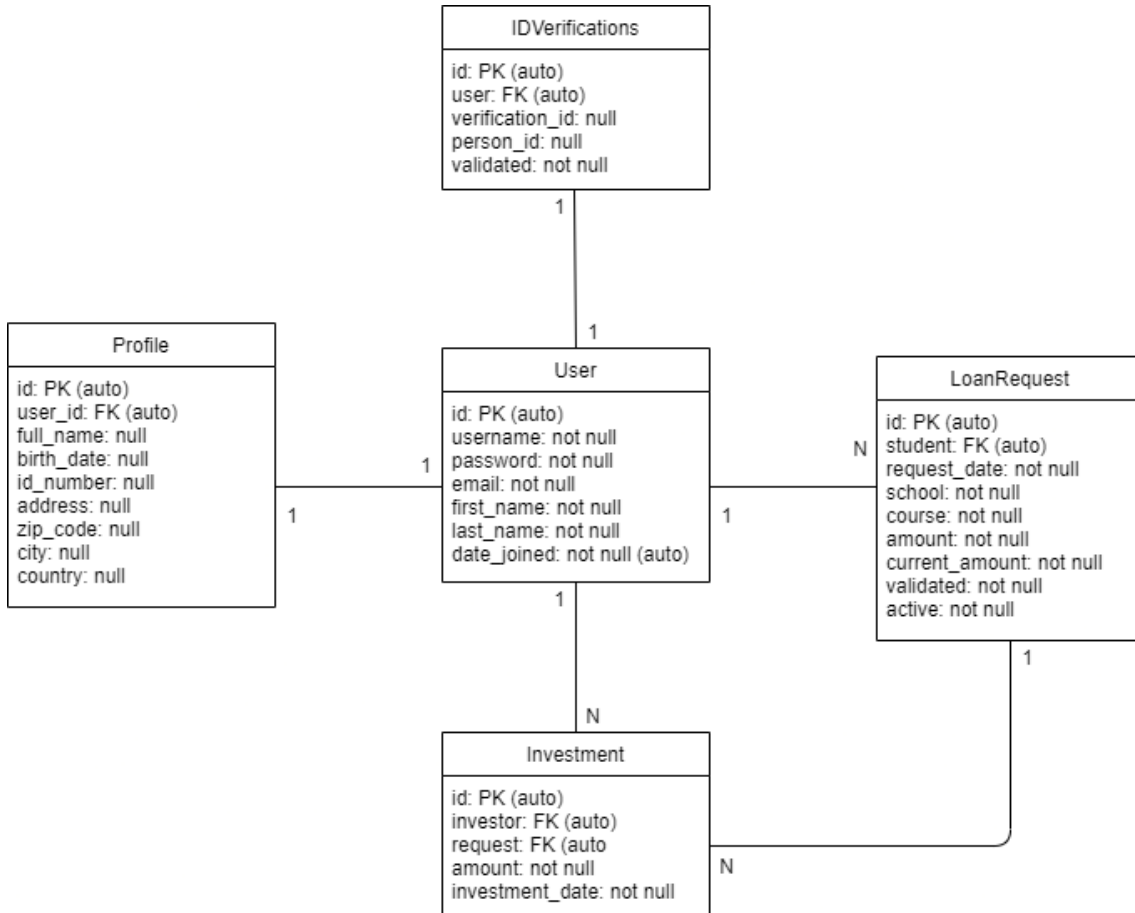 IDVerifications
id: PK (auto)
user: FK (auto)
verification_id: null
person_id: null
validated: not null
1
1
Profile
id: PK (auto)
user_id: FK (auto)
full_name: null
birth_date: null
id_number: null
address: null
zip_code: null
city: null
country: null
1
1
User
id: PK (auto)
username: not null
password: not null
email: not null
first_name: not null
last_name: not null
date_joined: not null (auto)
1
N
LoanRequest
id: PK (auto)
student: FK (auto)
request_date: not null
school: not null
course: not null
amount: not null
current_amount: not null
validated: not null
active: not null
1
1
N
Investment
id: PK (auto)
investor: FK (auto)
request: FK (auto
amount: not null
investment_date: not null
N